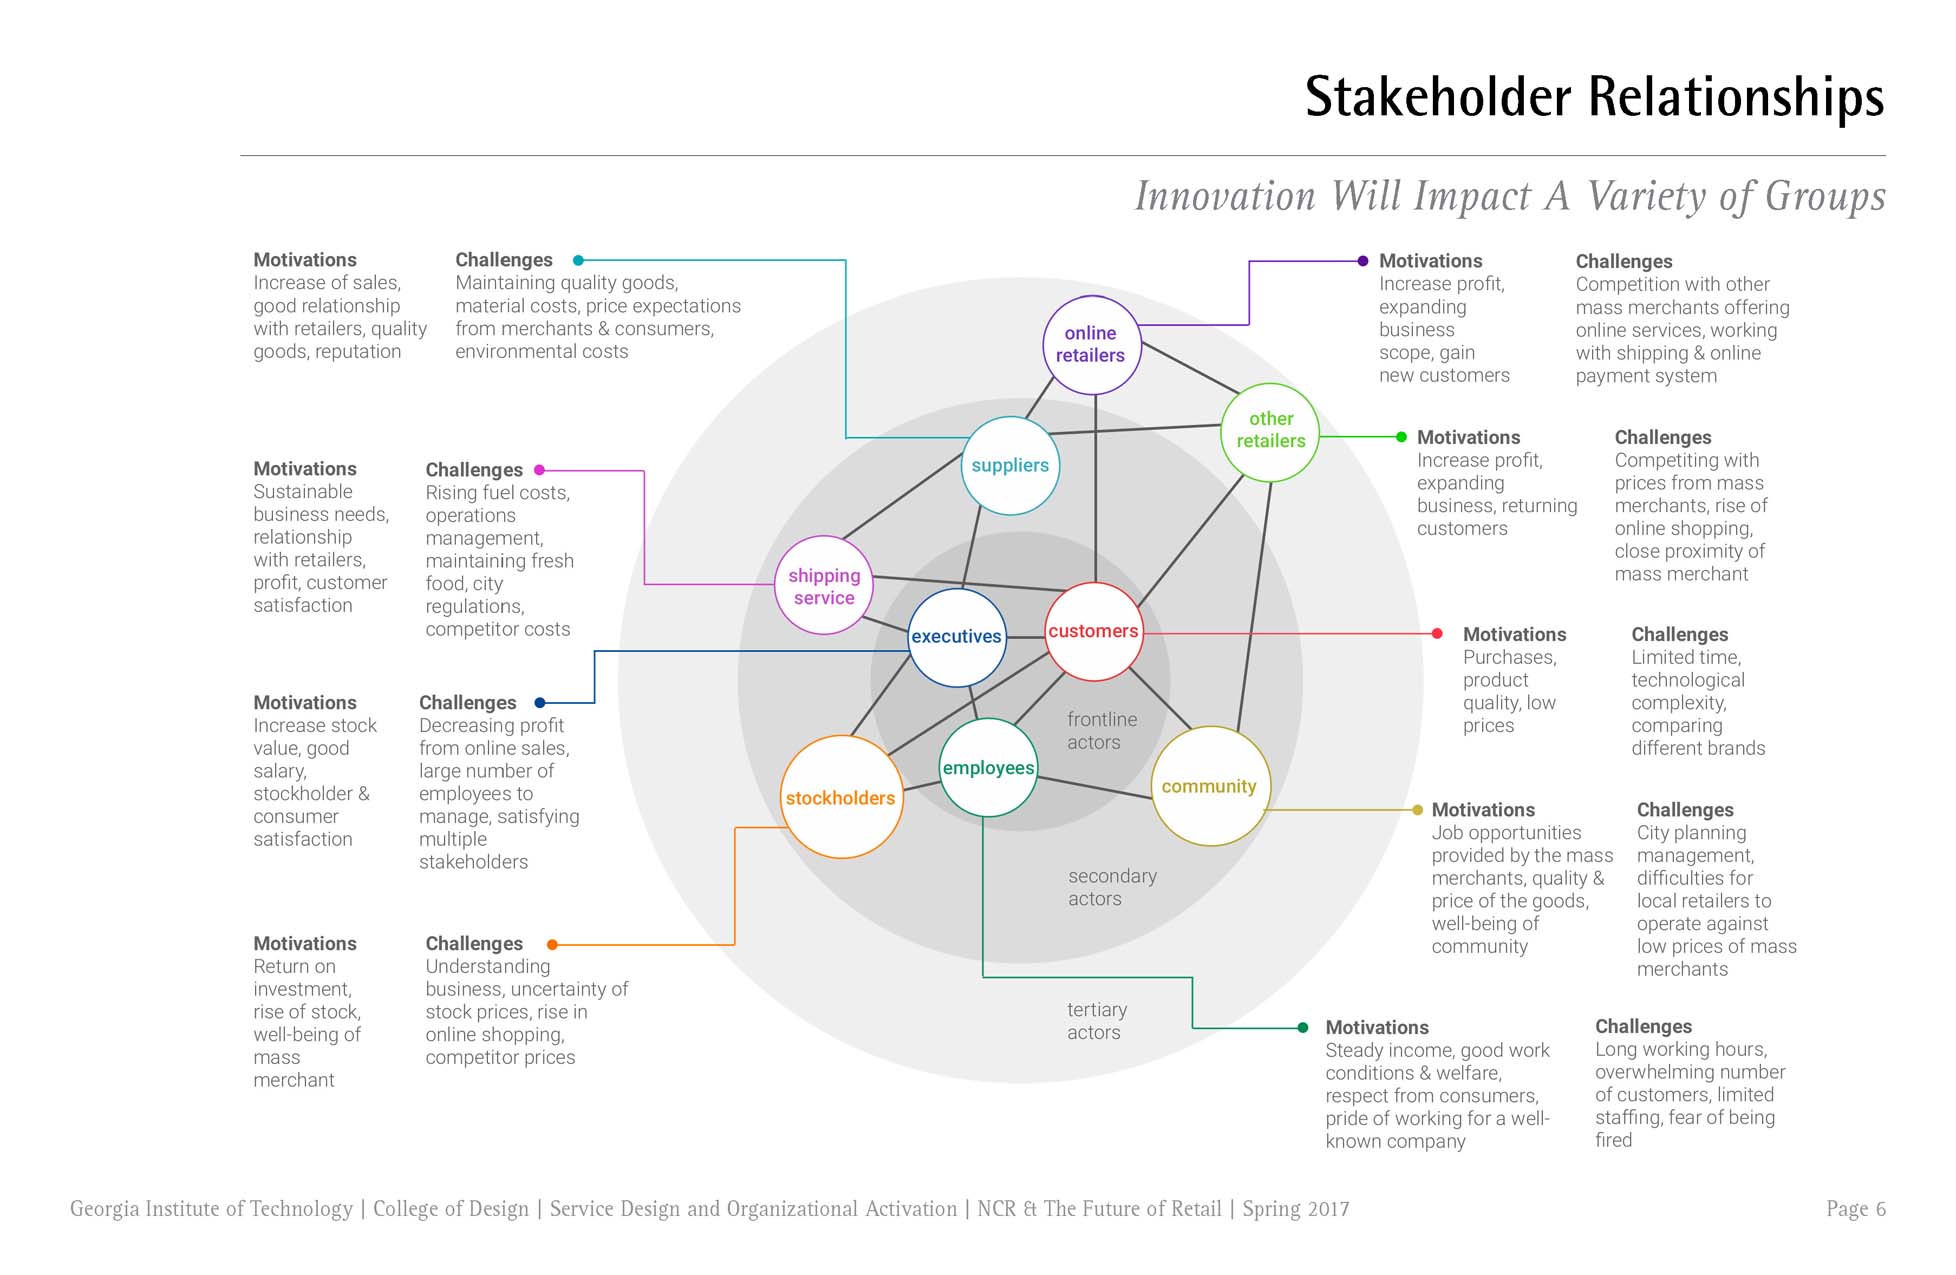 Stakeholder Relationships
Innovation Will Impact A Variety of Groups
Motivations
Increase of sales,
good relationship
with retailers, quality
goods, reputation
Challenges
Maintaining quality goods,
material costs, price expectations
from merchants & consumers,
environmental costs
Motivations
Sustainable
business needs,
relationship
with retailers,
profit, customer
satisfaction
Challenges
Rising fuel costs,
operations
management,
maintaining fresh
food, city
regulations,
competitor costs
Motivations
Increase stock
value, good
salary,
stockholder &
consumer
satisfaction
Challenges
Decreasing profit
from online sales,
large number of
employees to
manage, satisfying
multiple
stakeholders
Motivations
Return on
investment,
rise of stock,
well-being of
mass
merchant
Challenges
Understanding
business, uncertainty of
stock prices, rise in
online shopping,
competitor prices
online
retailers
other
retailers
suppliers
shipping
service
executives
customers
frontline
actors
employees
stockholders
community
secondary
actors
tertiary
actors
Motivations
Increase profit,
expanding
business
scope, gain
new customers
Challenges
Competition with other
mass merchants offering
online services, working
with shipping & online
payment system
Motivations
Increase profit,
expanding
business, returning
customers
Challenges
Competiting with
prices from mass
merchants, rise of
online shopping,
close proximity of
mass merchant
Motivations
Purchases,
product
quality, low
prices
Challenges
Limited time,
technological
complexity,
comparing
different brands
Motivations
Job opportunities
provided by the mass
merchants, quality &
price of the goods,
well-being of
community
Challenges
City planning
management,
difficulties for
local retailers to
operate against
low prices of mass
merchants
Motivations
Steady income, good work
conditions & welfare,
respect from consumers,
pride of working for a well-
known company
Challenges
Long working hours,
overwhelming number
of customers, limited
staffing, fear of being
fired
Georgia Institute of Technology | College of Design | Service Design and Organizational Activation | NCR & The Future of Retail | Spring 2017
Page 6